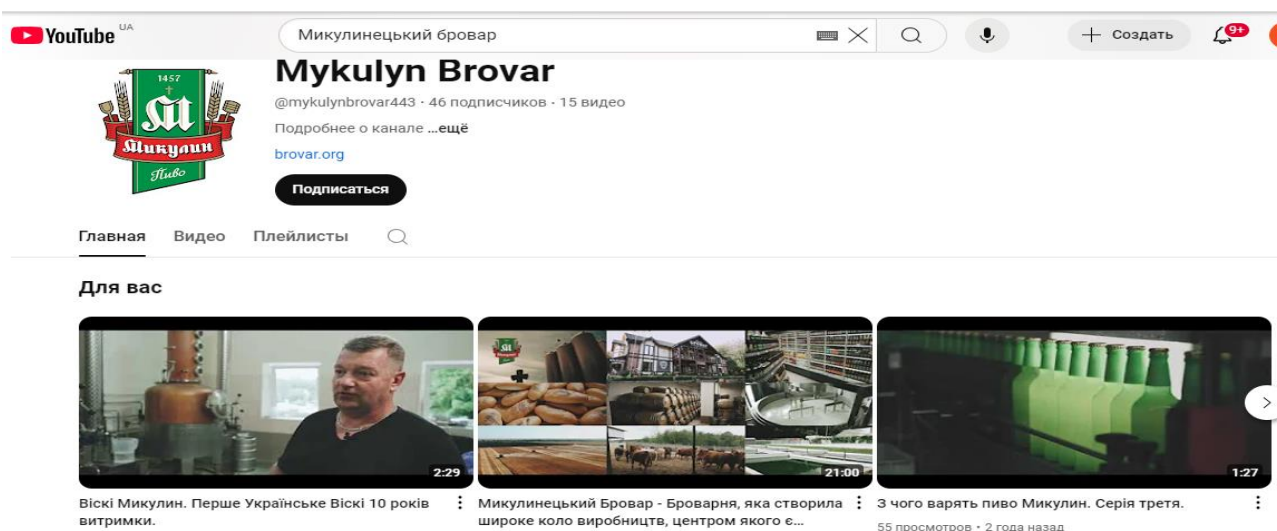 YouTube UA
Микулинецький бровар
Создать
9+
Mykulyn Brovar
1457
Микулин
Пиво
@mykulynbrovar443 · 46 подписчиков · 15 видео
Подробнее о канале ...ещё
brovar.org
Подписаться
Главная Видео Плейлисты
Для вас
2:29
21:00
1:27
Віскі Микулин. Перше Українське Віскі 10 років
витримки.
Микулинецький Бровар - Броварня, яка створила
широке коло виробництв, центром якого є...
З чого варять пиво Микулин. Серія третя.
55 просмотров • 2 года назад